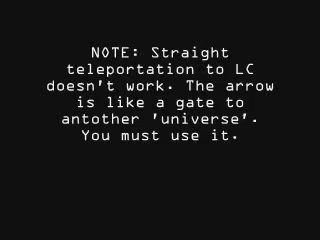 NOTE: Straight
teleportation to LC
doesn't work. The arrow
is like a gate to
antother 'universe'.
You must use it.